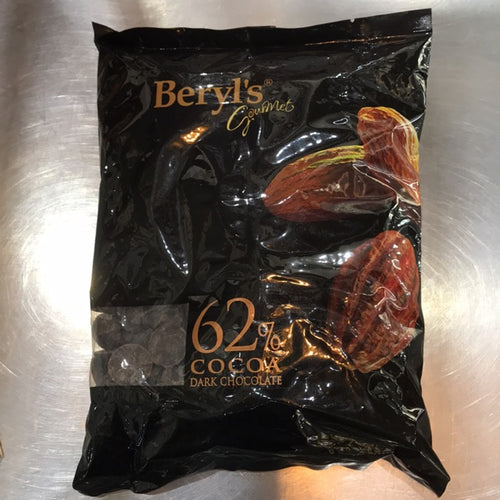 Beryl's®
Gourmet
62%
COCOA
DARK CHOCOLATE